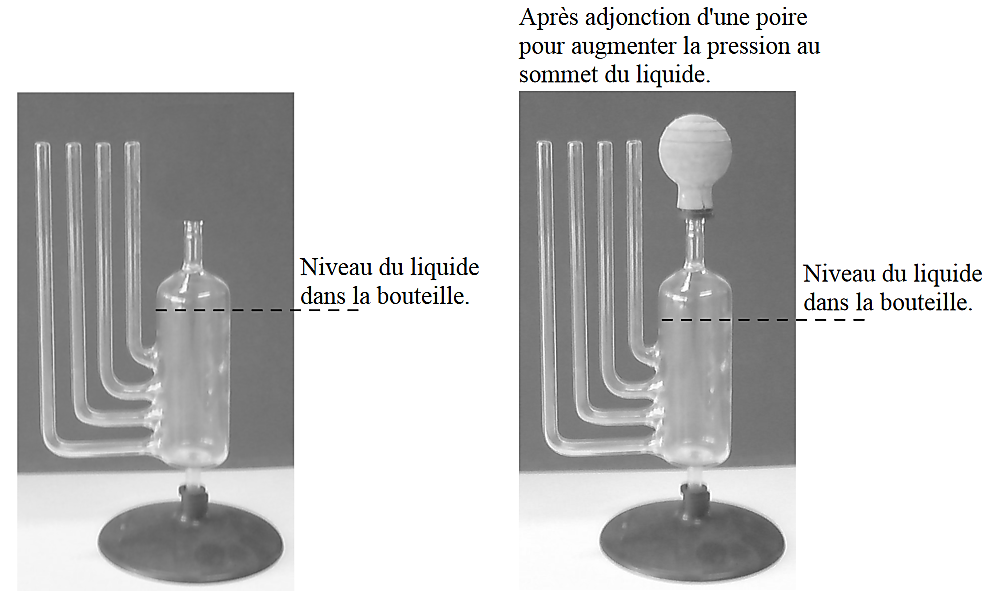 Après adjonction d'une poire
pour augmenter la pression au
sommet du liquide.
Niveau du liquide
dans la bouteille.
Niveau du liquide
dans la bouteille.